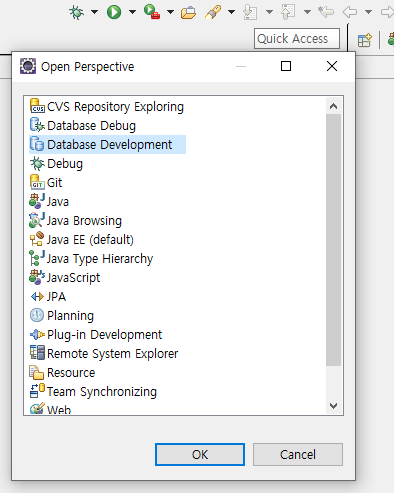 Quick Access
Open Perspective
CVS Repository Exploring
Database Debug
Database Development
Debug
Git
Java
Java Browsing
Java EE (default)
Java Type Hierarchy
JavaScript
JPA
Planning
Plug-in Development
Remote System Explorer
Resource
Team Synchronizing
Web
OK
Cancel